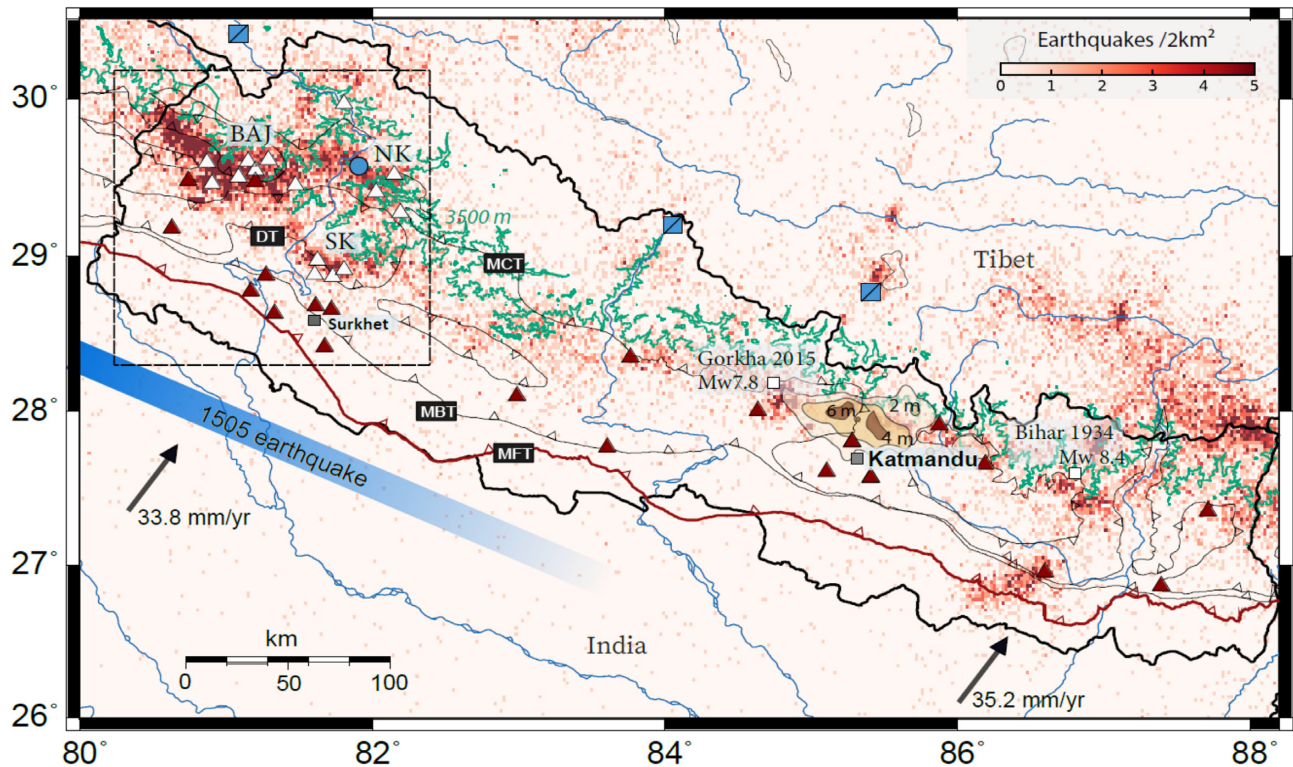 Earthquakes /2km²
0 1 2 3 4 5
30°
29°
28°
27°
26°
BAJ
NK
3500 m
DT
SK
MCT
Tibet
Surkhet
Gorkha 2015
Mw7.8
6 m
2 m
4 m
MBT
Bihar 1934
Mw 8.4
1505 earthquake
MFT
Katmandu
33.8 mm/yr
km
0 50 100
India
35.2 mm/yr
80° 82° 84° 86° 88°